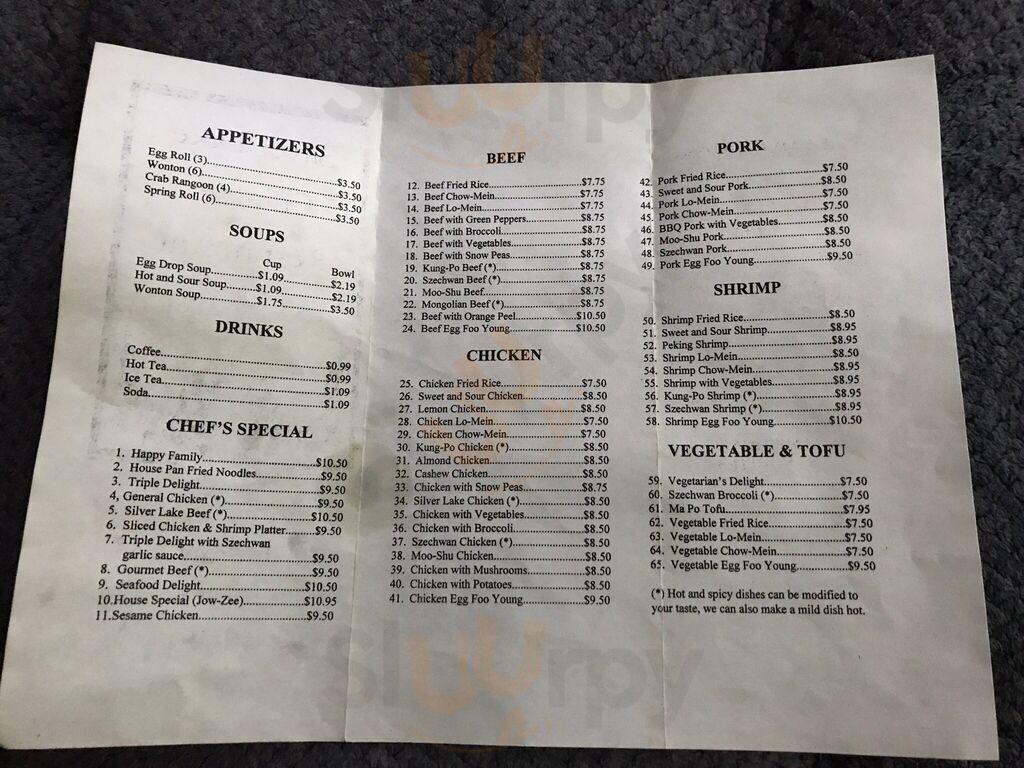 APPETIZERS
Egg Roll (3)..........$3.50
Wonton (6)..........$3.50
Crab Rangoon (4)..........$3.50
Spring Roll (6)..........$3.50
SOUPS
Cup Bowl
Egg Drop Soup..........$1.09..........$2.19
Hot and Sour Soup..........$1.09..........$2.19
Wonton Soup..........$1.75..........$3.50
DRINKS
Coffee..........$0.99
Hot Tea..........$0.99
Ice Tea..........$1.09
Soda..........$1.09
CHEF'S SPECIAL
1. Happy Family..........$10.50
2. House Pan Fried Noodles..........$9.50
3. Triple Delight..........$9.50
4, General Chicken (*)..........$9.50
5. Silver Lake Beef (*)..........$10.50
6. Sliced Chicken & Shrimp Platter..........$9.50
7. Triple Delight with Szechwan
garlic sauce..........$9.50
8. Gourmet Beef (*)..........$9.50
9. Seafood Delight..........$10.50
10.House Special (Jow-Zee)..........$10.95
11.Sesame Chicken..........$9.50
BEEF
12. Beef Fried Rice..........$7.75
13. Beef Chow-Mein..........$7.75
14. Beef Lo-Mein..........$7.75
15. Beef with Green Peppers..........$8.75
16. Beef with Broccoli..........$8.75
17. Beef with Vegetables..........$8.75
18. Beef with Snow Peas..........$8.75
19. Kung-Po Beef (*)..........$8.75
20. Szechwan Beef (*)..........$8.75
21. Moo-Shu Beef..........$8.75
22. Mongolian Beef (*)..........$8.75
23. Beef with Orange Peel..........$10.50
24. Beef Egg Foo Young..........$10.50
CHICKEN
25. Chicken Fried Rice..........$7.50
26. Sweet and Sour Chicken..........$8.50
27. Lemon Chicken..........$8.50
28. Chicken Lo-Mein..........$7.50
29. Chicken Chow-Mein..........$7.50
30. Kung-Po Chicken (*)..........$8.50
31. Almond Chicken..........$8.50
32. Cashew Chicken..........$8.50
33. Chicken with Snow Peas..........$8.75
34. Silver Lake Chicken (*)..........$8.50
35. Chicken with Vegetables..........$8.50
36. Chicken with Broccoli..........$8.50
37. Szechwan Chicken (*)..........$8.50
38. Moo-Shu Chicken..........$8.50
39. Chicken with Mushrooms..........$8.50
40. Chicken with Potatoes..........$8.50
41. Chicken Egg Foo Young..........$9.50
PORK
42. Pork Fried Rice..........$7.50
43. Sweet and Sour Pork..........$8.50
44. Pork Lo-Mein..........$7.50
45. Pork Chow-Mein..........$7.50
46. BBQ Pork with Vegetables..........$8.50
47. Moo-Shu Pork..........$8.50
48. Szechwan Pork..........$8.50
49. Pork Egg Foo Young..........$9.50
SHRIMP
50. Shrimp Fried Rice..........$8.50
51. Sweet and Sour Shrimp..........$8.95
52. Peking Shrimp..........$8.95
53. Shrimp Lo-Mein..........$8.50
54. Shrimp Chow-Mein..........$8.95
55. Shrimp with Vegetables..........$8.95
56. Kung-Po Shrimp (*)..........$8.95
57. Szechwan Shrimp (*)..........$8.95
58. Shrimp Egg Foo Young..........$10.50
VEGETABLE & TOFU
59. Vegetarian's Delight..........$7.50
60. Szechwan Broccoli (*)..........$7.50
61. Ma Po Tofu..........$7.95
62. Vegetable Fried Rice..........$7.50
63. Vegetable Lo-Mein..........$7.50
64. Vegetable Chow-Mein..........$7.50
65. Vegetable Egg Foo Young..........$9.50
(*) Hot and spicy dishes can be modified to
your taste, we can also make a mild dish hot.
sluurpy
sluurpy